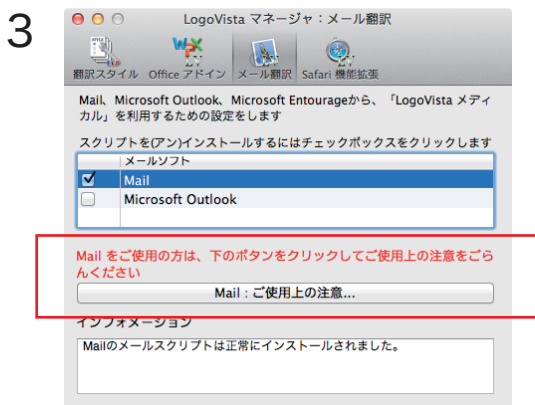 3
LogoVista マネージャ：メール翻訳
翻訳スタイル Office アドイン メール翻訳 Safari 機能拡張
Mail、Microsoft Outlook、Microsoft Entourageから、「LogoVista メディ
カル」を利用するための設定をします
スクリプトを(アン)インストールするにはチェックボックスをクリックします
メールソフト
Mail
Microsoft Outlook
Mail をご使用の方は、下のボタンをクリックしてご使用上の注意をごら
んください
Mail : ご使用上の注意...
インフォメーション
Mailのメールスクリプトは正常にインストールされました。